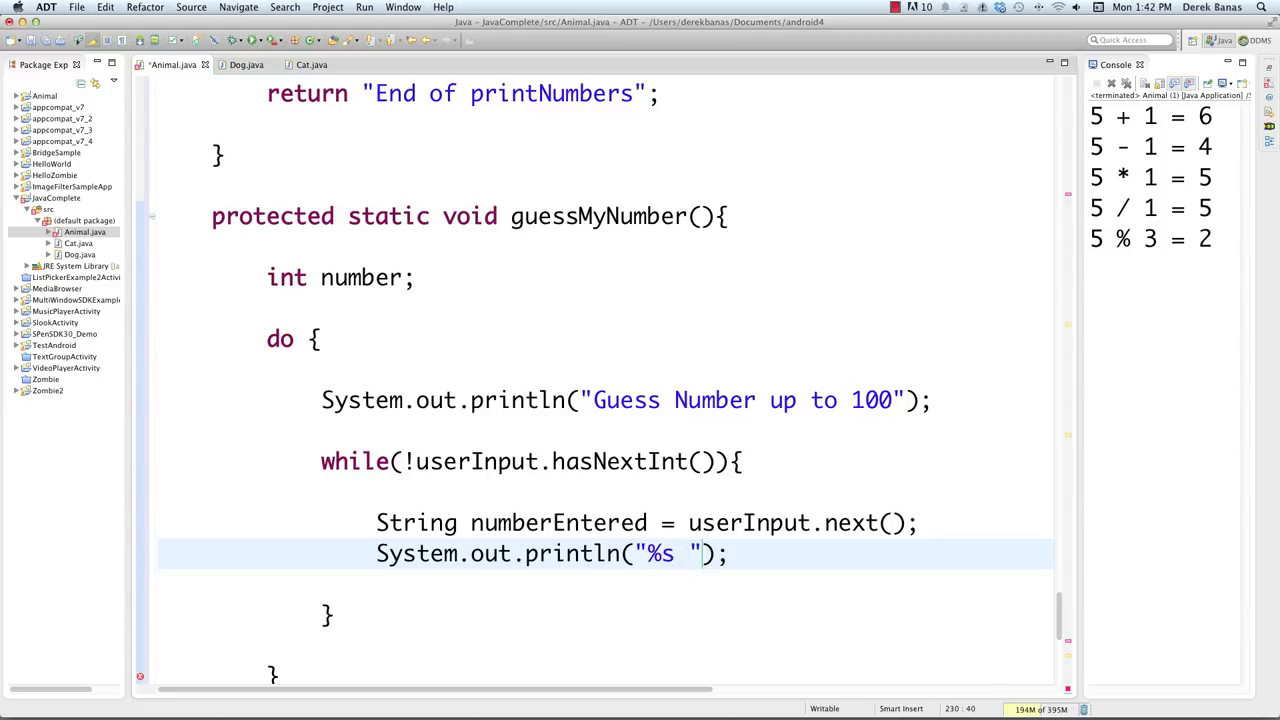 ADT File Edit Refactor Source Navigate Search Project Run Window Help 10 Mon 1:42 PM Derek Banas
Java – JavaComplete/src/Animal.java – ADT – /Users/derekbanas/Documents/android4
Quick Access Java DDMS
Package Exp
*Animal.java Dog.java Cat.java
Console
<terminated> Animal (1) [Java Application] /S
Animal
appcompat_v7
appcompat_v7_2
appcompat_v7_3
appcompat_v7_4
BridgeSample
HelloWorld
HelloZombie
ImageFilterSampleApp
JavaComplete
src
(default package)
Animal.java
Cat.java
Dog.java
JRE System Library [Ja
ListPickerExample2Activi
MediaBrowser
MultiWindowSDKExample
MusicPlayerActivity
SlookActivity
SPenSDK30_Demo
TestAndroid
TextGroupActivity
VideoPlayerActivity
Zombie
Zombie2
return "End of printNumbers";
}
protected static void guessMyNumber(){
int number;
do {
System.out.println("Guess Number up to 100");
while(!userInput.hasNextInt()){
String numberEntered = userInput.next();
System.out.println("%s ");
}
}
5 + 1 = 6
5 - 1 = 4
5 * 1 = 5
5 / 1 = 5
5 % 3 = 2
Writable Smart Insert 230 : 40 194M of 395M